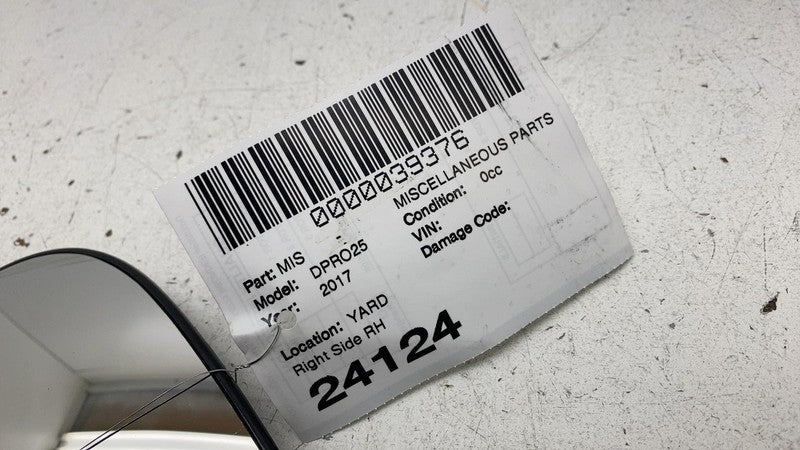 0000039376
Part: MIS - MISCELLANEOUS PARTS
Model: DPRO25 Condition: 0cc
Year: 2017 VIN:
Damage Code:
Location: YARD
Right Side RH
24124